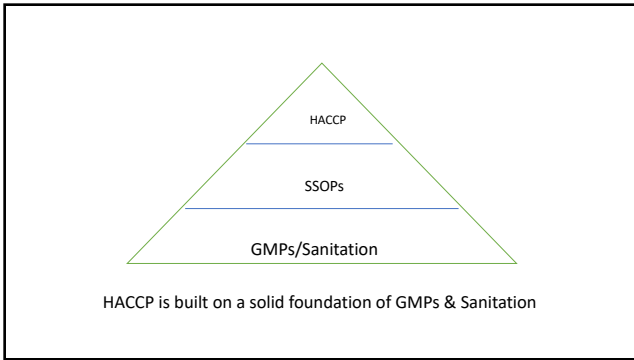 HACCP
SSOPs
GMPs/Sanitation
HACCP is built on a solid foundation of GMPs & Sanitation